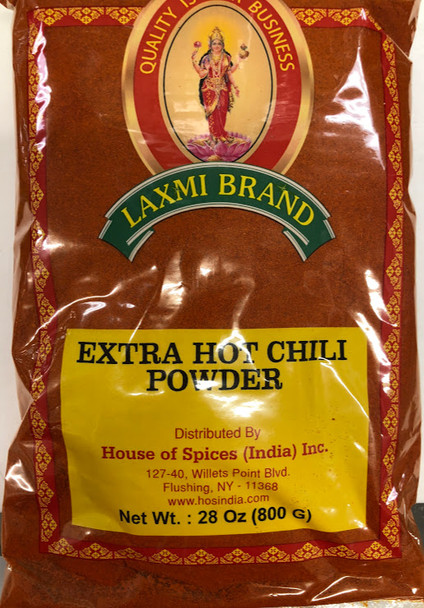 QUALITY IS BUSINESS
LAXMI BRAND
EXTRA HOT CHILI
POWDER
Distributed By
House of Spices (India) Inc.
127-40, Willets Point Blvd.
Flushing, NY - 11368
www.hosindia.com
Net Wt. : 28 Oz (800 G)